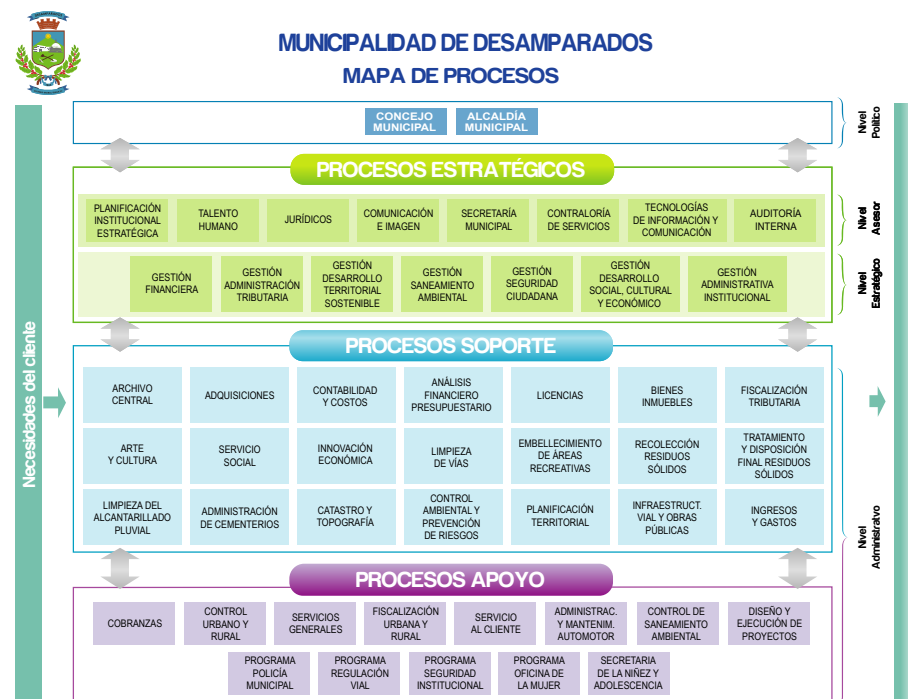 MUNICIPALIDAD DE DESAMPARADOS
MAPA DE PROCESOS
CONCEJO
MUNICIPAL
ALCALDÍA
MUNICIPAL
Nivel
Político
PROCESOS ESTRATÉGICOS
PLANIFICACIÓN
INSTITUCIONAL
ESTRATÉGICA
TALENTO
HUMANO
JURÍDICOS
COMUNICACIÓN
E IMAGEN
SECRETARÍA
MUNICIPAL
CONTRALORÍA
DE SERVICIOS
TECNOLOGÍAS
DE INFORMACIÓN Y
COMUNICACIÓN
AUDITORÍA
INTERNA
Nivel
Asesor
GESTIÓN
FINANCIERA
GESTIÓN
ADMINISTRACIÓN
TRIBUTARIA
GESTIÓN
DESARROLLO
TERRITORIAL
SOSTENIBLE
GESTIÓN
SANEAMIENTO
AMBIENTAL
GESTIÓN
SEGURIDAD
CIUDADANA
GESTIÓN
DESARROLLO
SOCIAL, CULTURAL
Y ECONÓMICO
GESTIÓN
ADMINISTRATIVA
INSTITUCIONAL
Nivel
Estratégico
Necesidades del cliente
PROCESOS SOPORTE
ARCHIVO
CENTRAL
ADQUISICIONES
CONTABILIDAD
Y COSTOS
ANÁLISIS
FINANCIERO
PRESUPUESTARIO
LICENCIAS
BIENES
INMUEBLES
FISCALIZACIÓN
TRIBUTARIA
ARTE
Y CULTURA
SERVICIO
SOCIAL
INNOVACIÓN
ECONÓMICA
LIMPIEZA
DE VÍAS
EMBELLECIMIENTO
DE ÁREAS
RECREATIVAS
RECOLECCIÓN
RESIDUOS
SÓLIDOS
TRATAMIENTO
Y DISPOSICIÓN
FINAL RESIDUOS
SÓLIDOS
LIMPIEZA DEL
ALCANTARILLADO
PLUVIAL
ADMINISTRACIÓN
DE CEMENTERIOS
CATASTRO Y
TOPOGRAFÍA
CONTROL
AMBIENTAL Y
PREVENCIÓN
DE RIESGOS
PLANIFICACIÓN
TERRITORIAL
INFRAESTRUCT.
VIAL Y OBRAS
PÚBLICAS
INGRESOS
Y GASTOS
Nivel
Administratvo
PROCESOS APOYO
COBRANZAS
CONTROL
URBANO Y
RURAL
SERVICIOS
GENERALES
FISCALIZACIÓN
URBANA Y
RURAL
SERVICIO
AL CLIENTE
ADMINISTRAC.
Y MANTENIM.
AUTOMOTOR
CONTROL DE
SANEAMIENTO
AMBIENTAL
DISEÑO Y
EJECUCIÓN DE
PROYECTOS
PROGRAMA
POLICÍA
MUNICIPAL
PROGRAMA
REGULACIÓN
VIAL
PROGRAMA
SEGURIDAD
INSTITUCIONAL
PROGRAMA
OFICINA DE
LA MUJER
SECRETARIA
DE LA NIÑEZ Y
ADOLESCENCIA